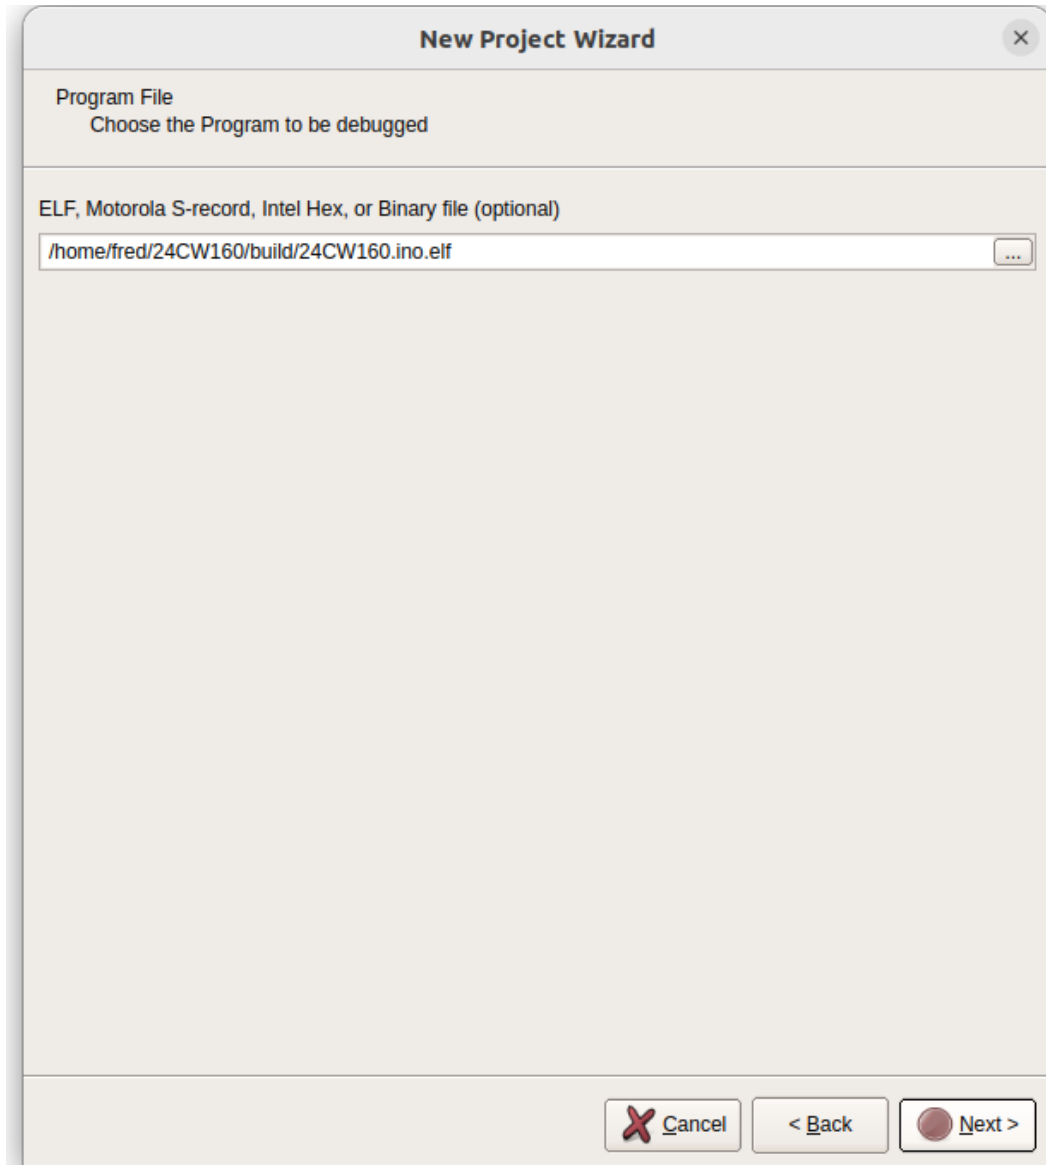 New Project Wizard
Program File
Choose the Program to be debugged
ELF, Motorola S-record, Intel Hex, or Binary file (optional)
/home/fred/24CW160/build/24CW160.ino.elf
...
Cancel
< Back
Next >